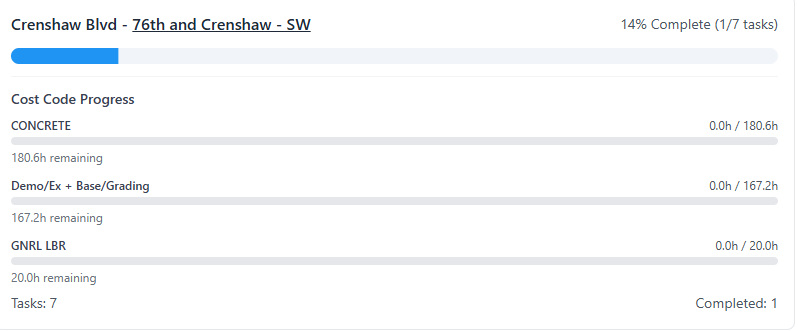 Crenshaw Blvd - 76th and Crenshaw - SW 14% Complete (1/7 tasks)
Cost Code Progress
CONCRETE 0.0h / 180.6h
180.6h remaining
Demo/Ex + Base/Grading 0.0h / 167.2h
167.2h remaining
GNRL LBR 0.0h / 20.0h
20.0h remaining
Tasks: 7 Completed: 1